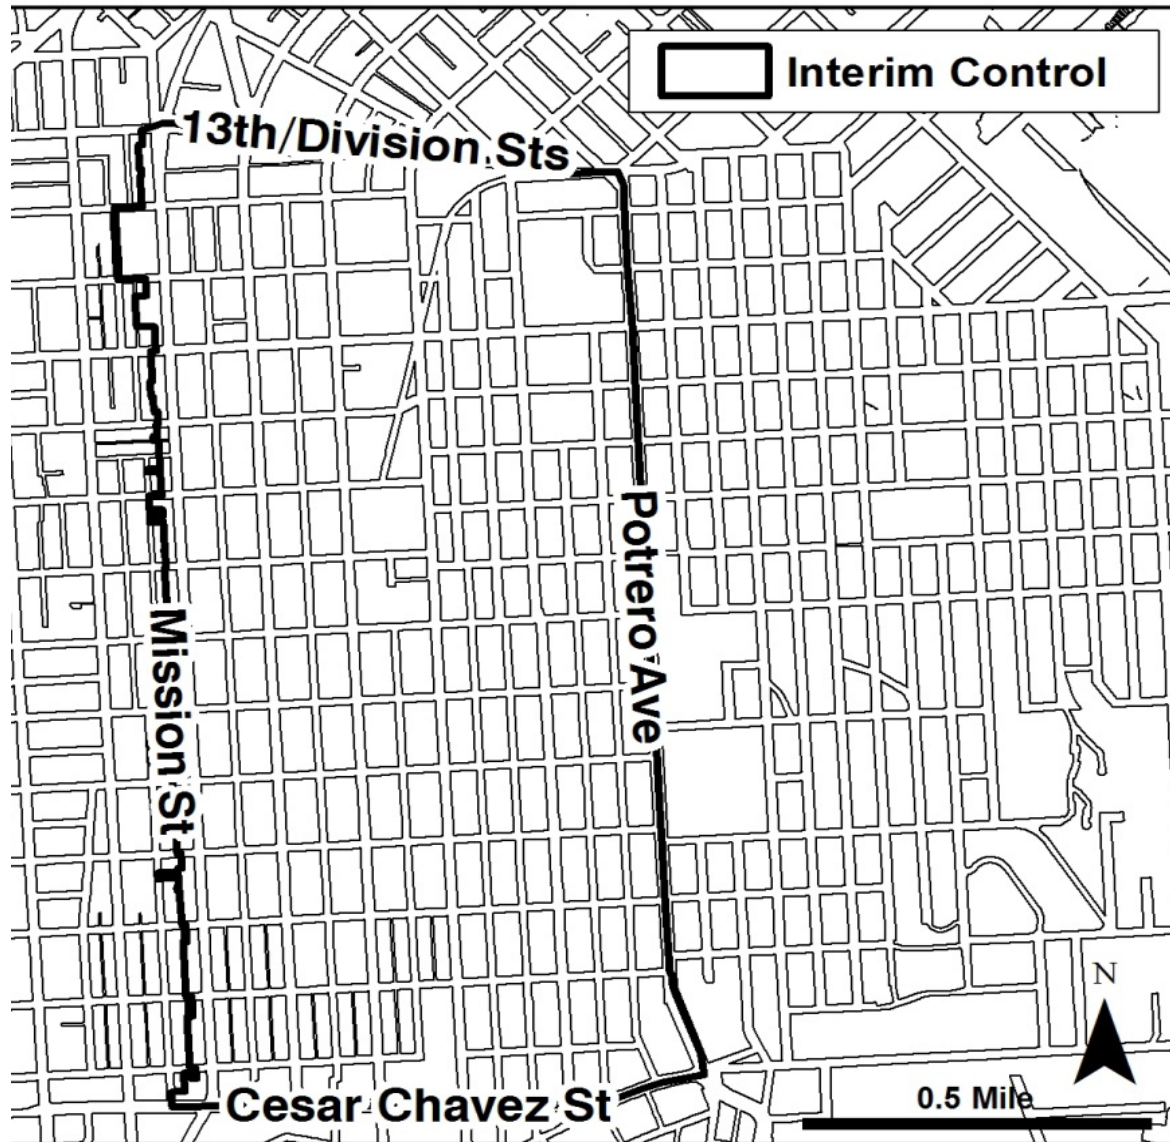 Interim Control
13th/Division Sts
Potrero Ave
Mission St
N
0.5 Mile
Cesar Chavez St